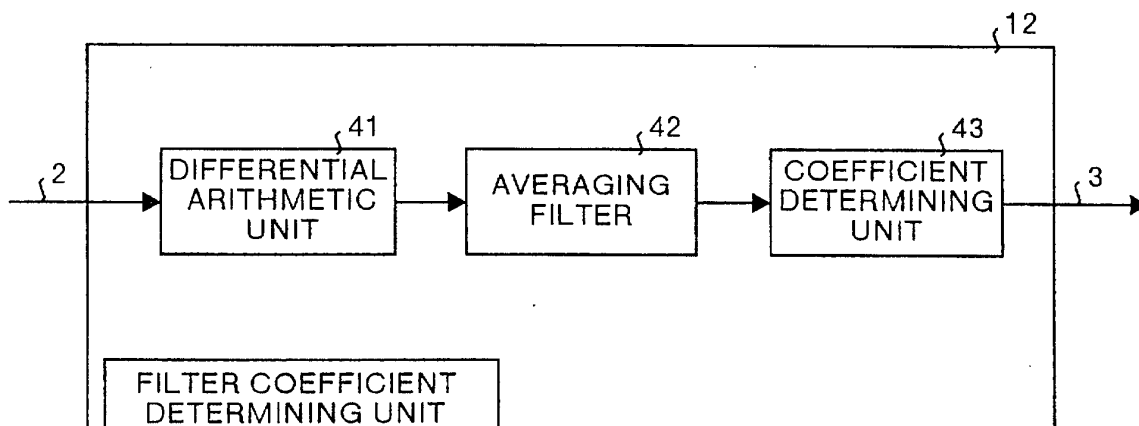 12
41
42
43
2
DIFFERENTIAL
ARITHMETIC
UNIT
AVERAGING
FILTER
COEFFICIENT
DETERMINING
UNIT
3
FILTER COEFFICIENT
DETERMINING UNIT